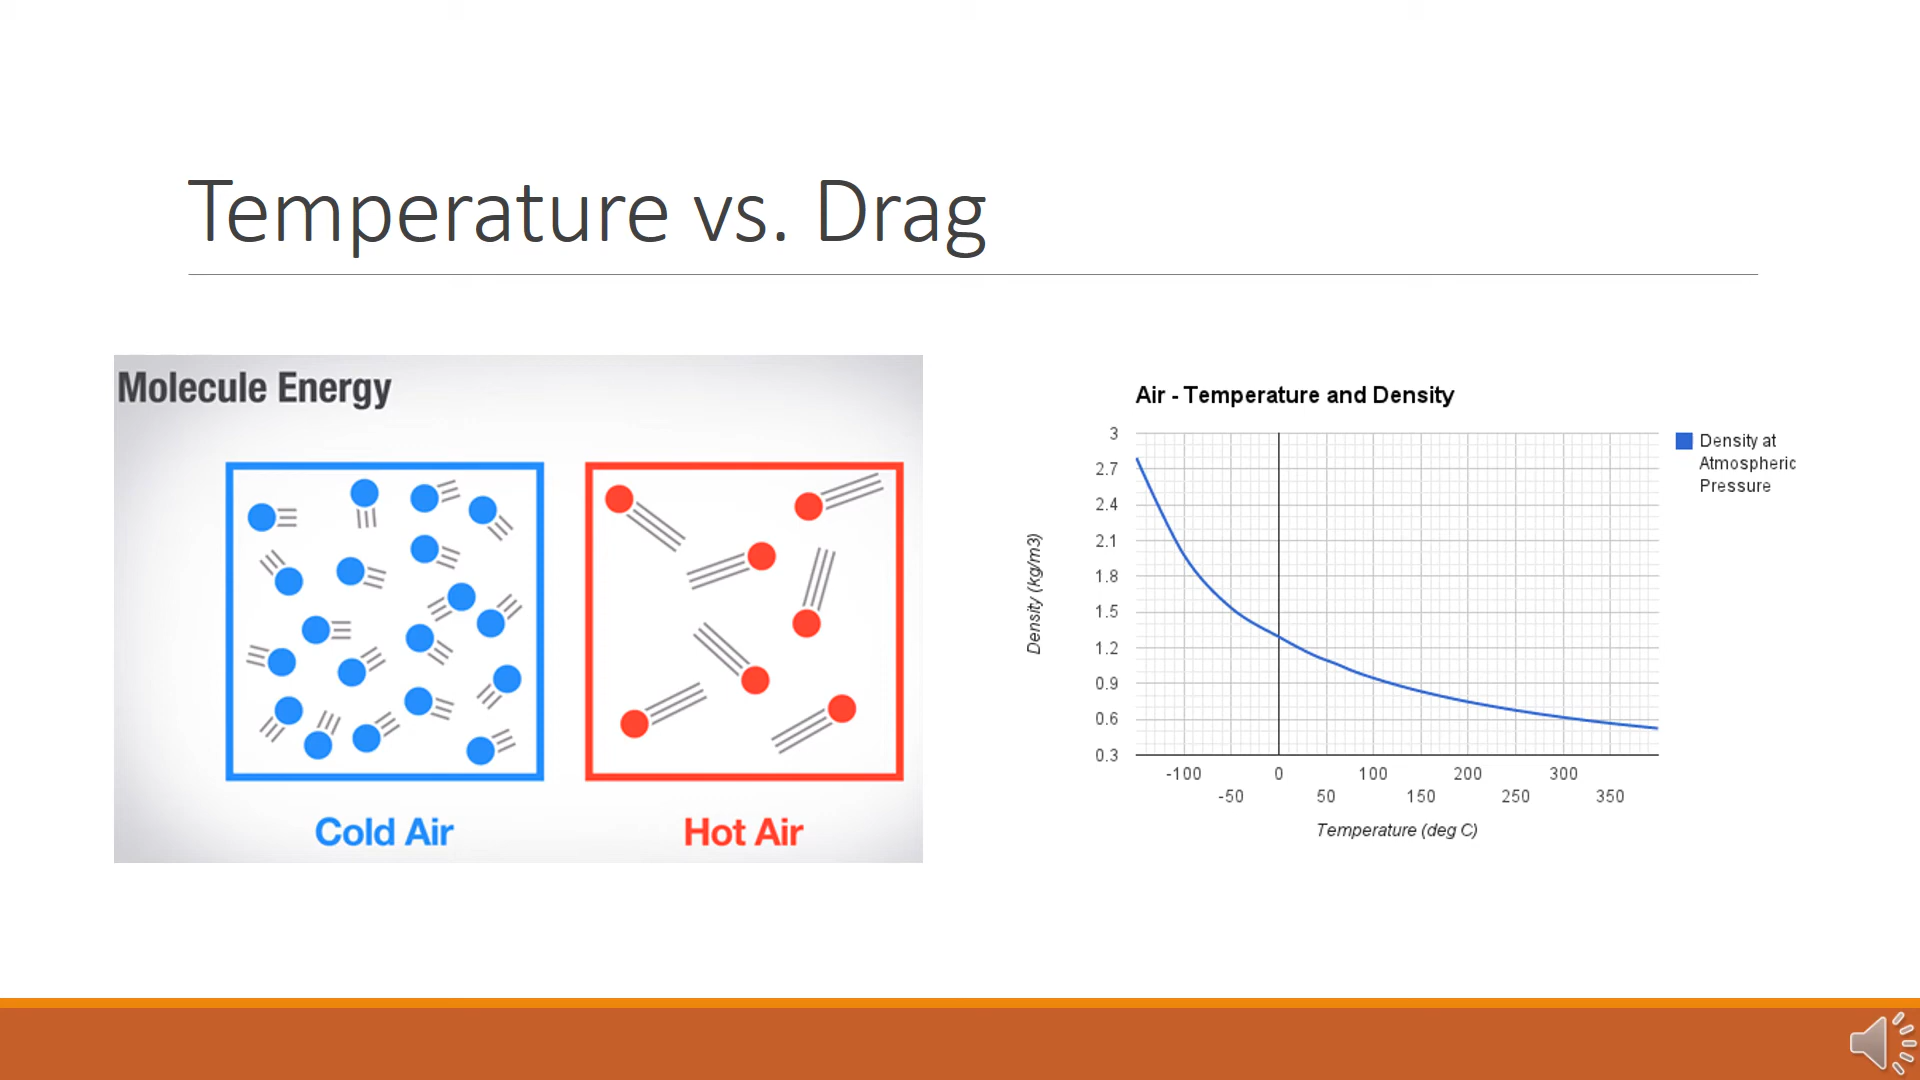 Temperature vs. Drag
Molecule Energy
Cold Air
Hot Air
Air - Temperature and Density
3
2.7
2.4
2.1
1.8
1.5
1.2
0.9
0.6
0.3
Density (kg/m3)
-100
0
100
200
300
-50
50
150
250
350
Temperature (deg C)
Density at
Atmospheric
Pressure